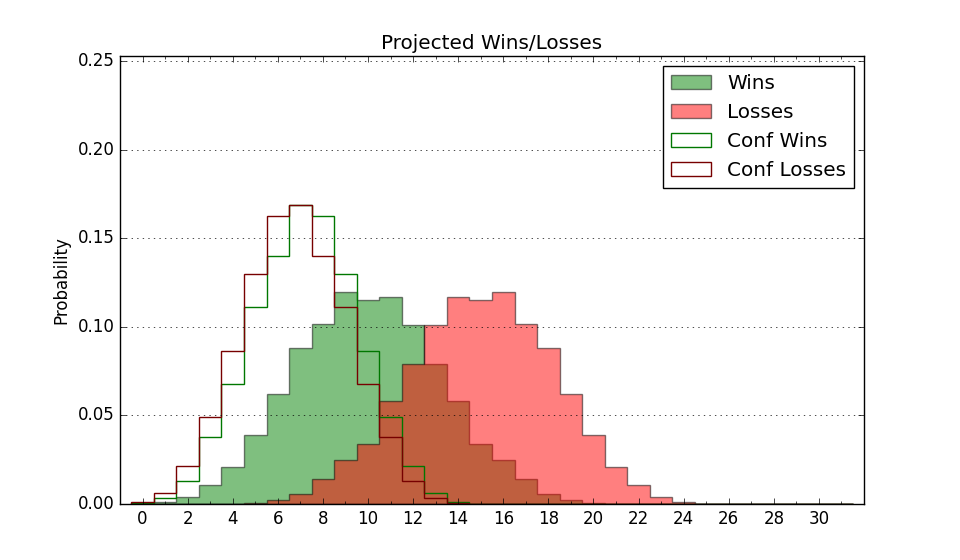 Projected Wins/Losses
0.25
0.20
0.15
0.10
0.05
0.00
Probability
Wins
Losses
Conf Wins
Conf Losses
0 2 4 6 8 10 12 14 16 18 20 22 24 26 28 30